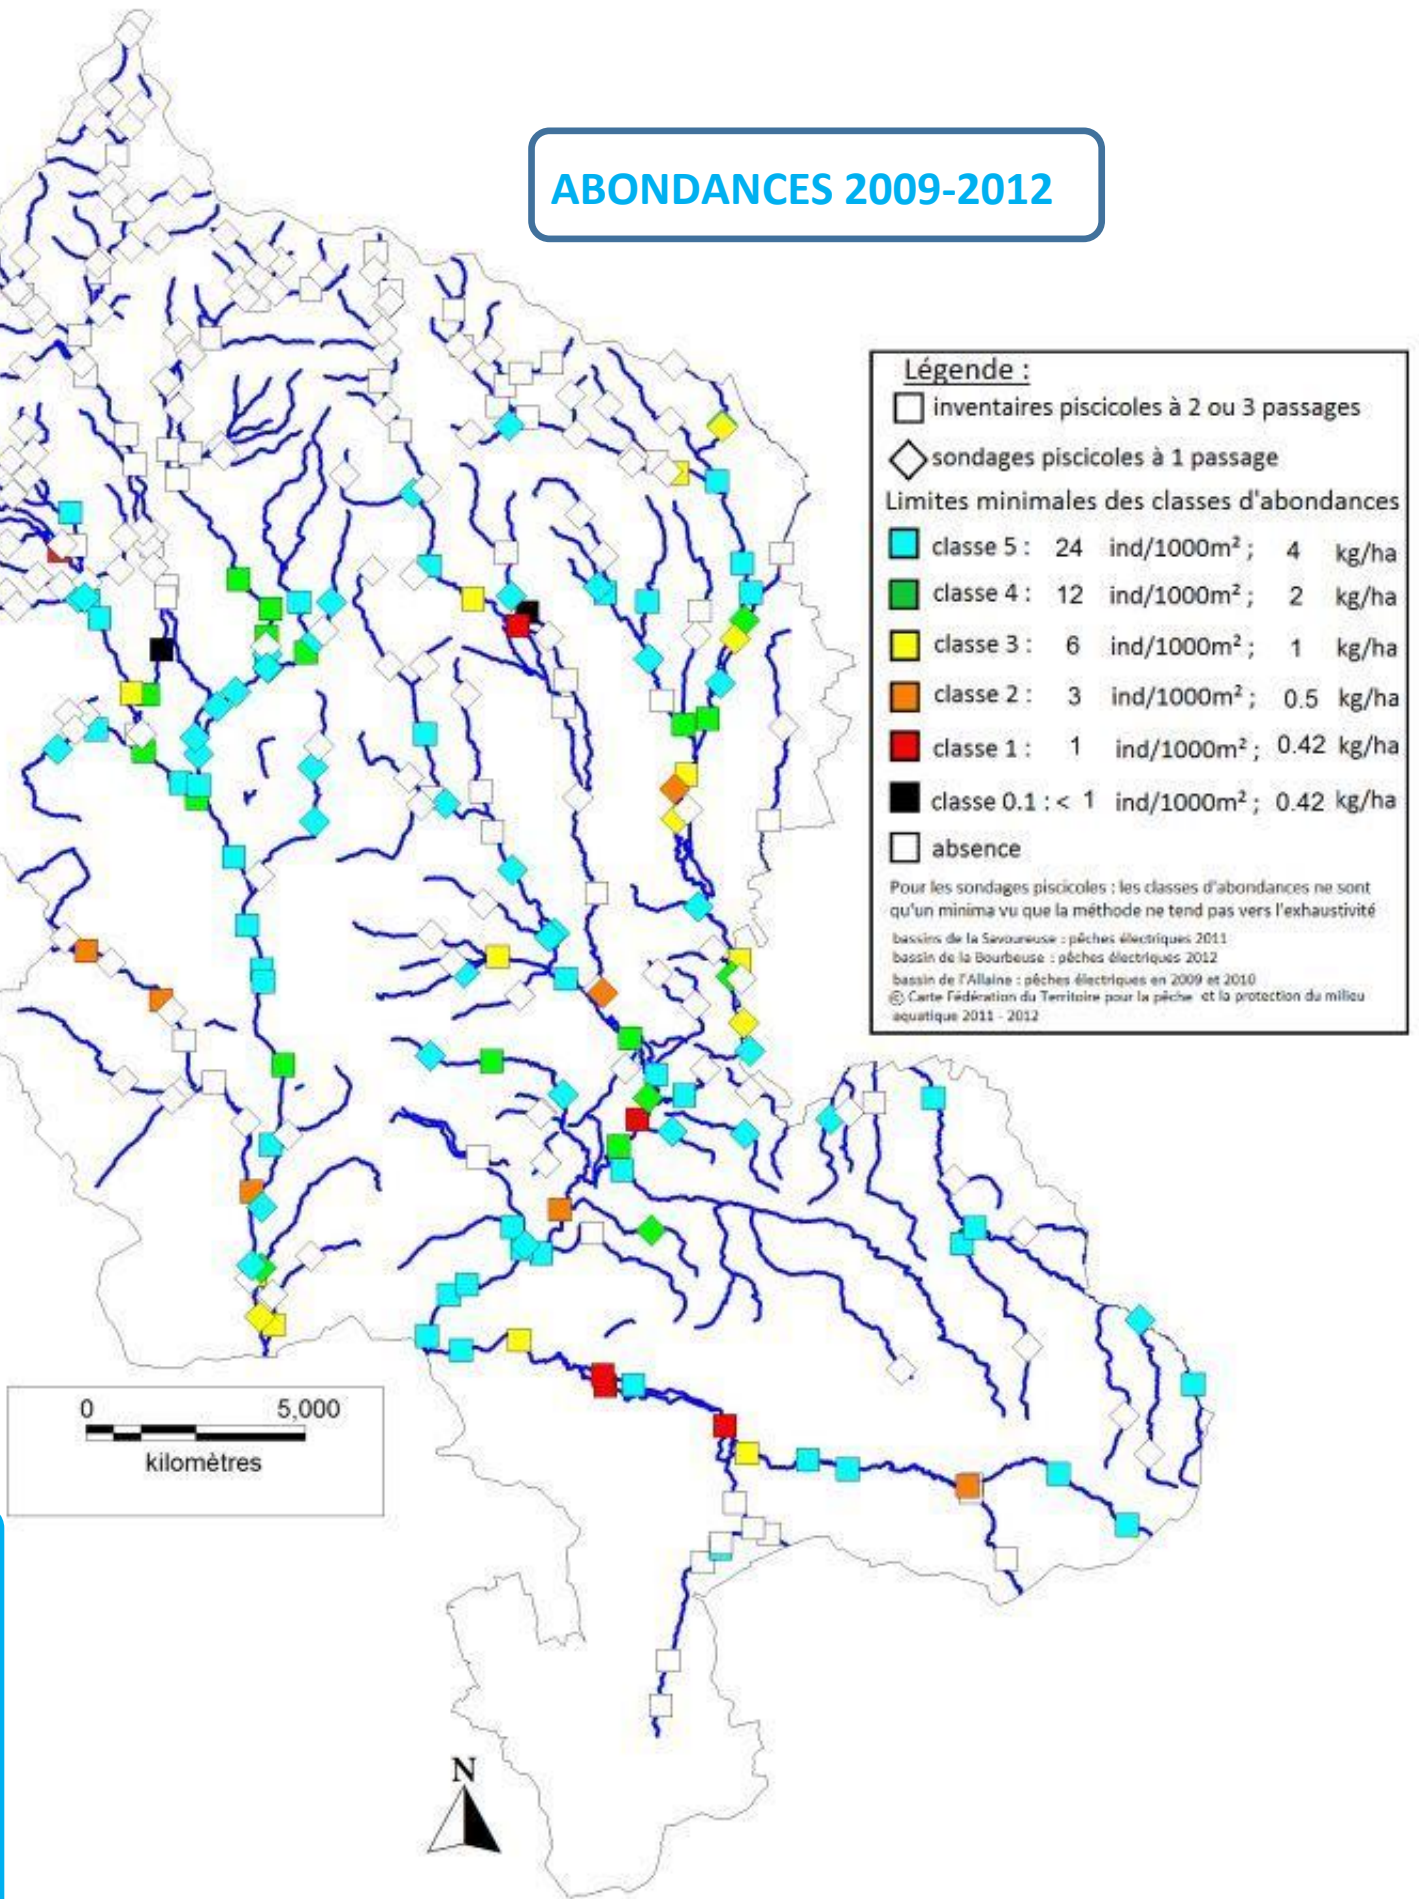 ABONDANCES 2009-2012
Légende :
inventaires piscicoles à 2 ou 3 passages
sondages piscicoles à 1 passage
Limites minimales des classes d'abondances
classe 5 : 24 ind/1000m² ; 4 kg/ha
classe 4 : 12 ind/1000m² ; 2 kg/ha
classe 3 : 6 ind/1000m² ; 1 kg/ha
classe 2 : 3 ind/1000m² ; 0.5 kg/ha
classe 1 : 1 ind/1000m² ; 0.42 kg/ha
classe 0.1 : < 1 ind/1000m² ; 0.42 kg/ha
absence
Pour les sondages piscicoles : les classes d'abondances ne sont
qu'un minima vu que la méthode ne tend pas vers l'exhaustivité
bassins de la Savoureuse : pêches électriques 2011
bassin de la Bourbeuse : pêches électriques 2012
bassin de l'Allaine : pêches électriques en 2009 et 2010
© Carte Fédération du Territoire pour la pêche et la protection du milieu
aquatique 2011 - 2012
0 5,000
kilomètres
N